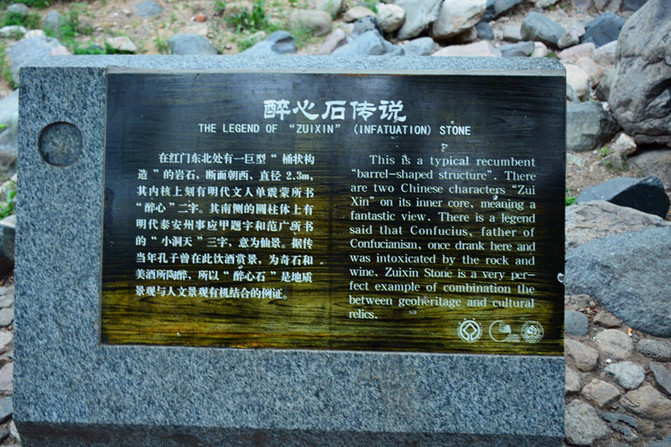 醉心石传说
THE LEGEND OF "ZUIXIN" (INFATUATION) STONE
在红门东北处有一巨型“桶状构
造”的岩石，断面朝西，直径2.3m，
其内核上刻有明代文人单震蒙所书
“醉心”二字。其南侧的圆柱体上有
明代泰安州事应甲题字和范广所书
的“小洞天”三字，意为仙景。据传
当年孔子曾在此饮酒赏景，为奇石和
美酒所陶醉，所以“醉心石”是地质
景观与人文景观有机结合的例证。
This is a typical recumbent
"barrel-shaped structure". There
are two Chinese characters "Zui
Xin" on its inner core, meaning a
fantastic view. There is a legend
said that Confucius, father of
Confucianism, once drank here and
was intoxicated by the rock and
wine. Zuixin Stone is a very per-
fect example of combination the
between geoheritage and cultural
relics.